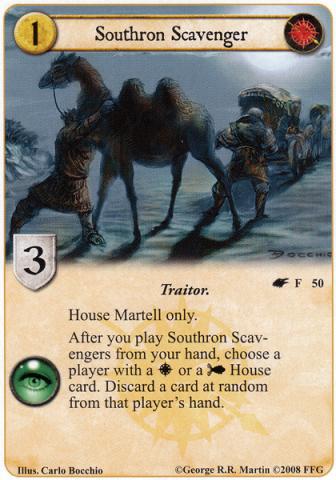 1 Southron Scavenger
BOCCHIO
3
Traitor.
F 50
House Martell only.
After you play Southron Scav-
engers from your hand, choose a
player with a or a House
card. Discard a card at random
from that player's hand.
Illus. Carlo Bocchio ©George R.R. Martin ©2008 FFG